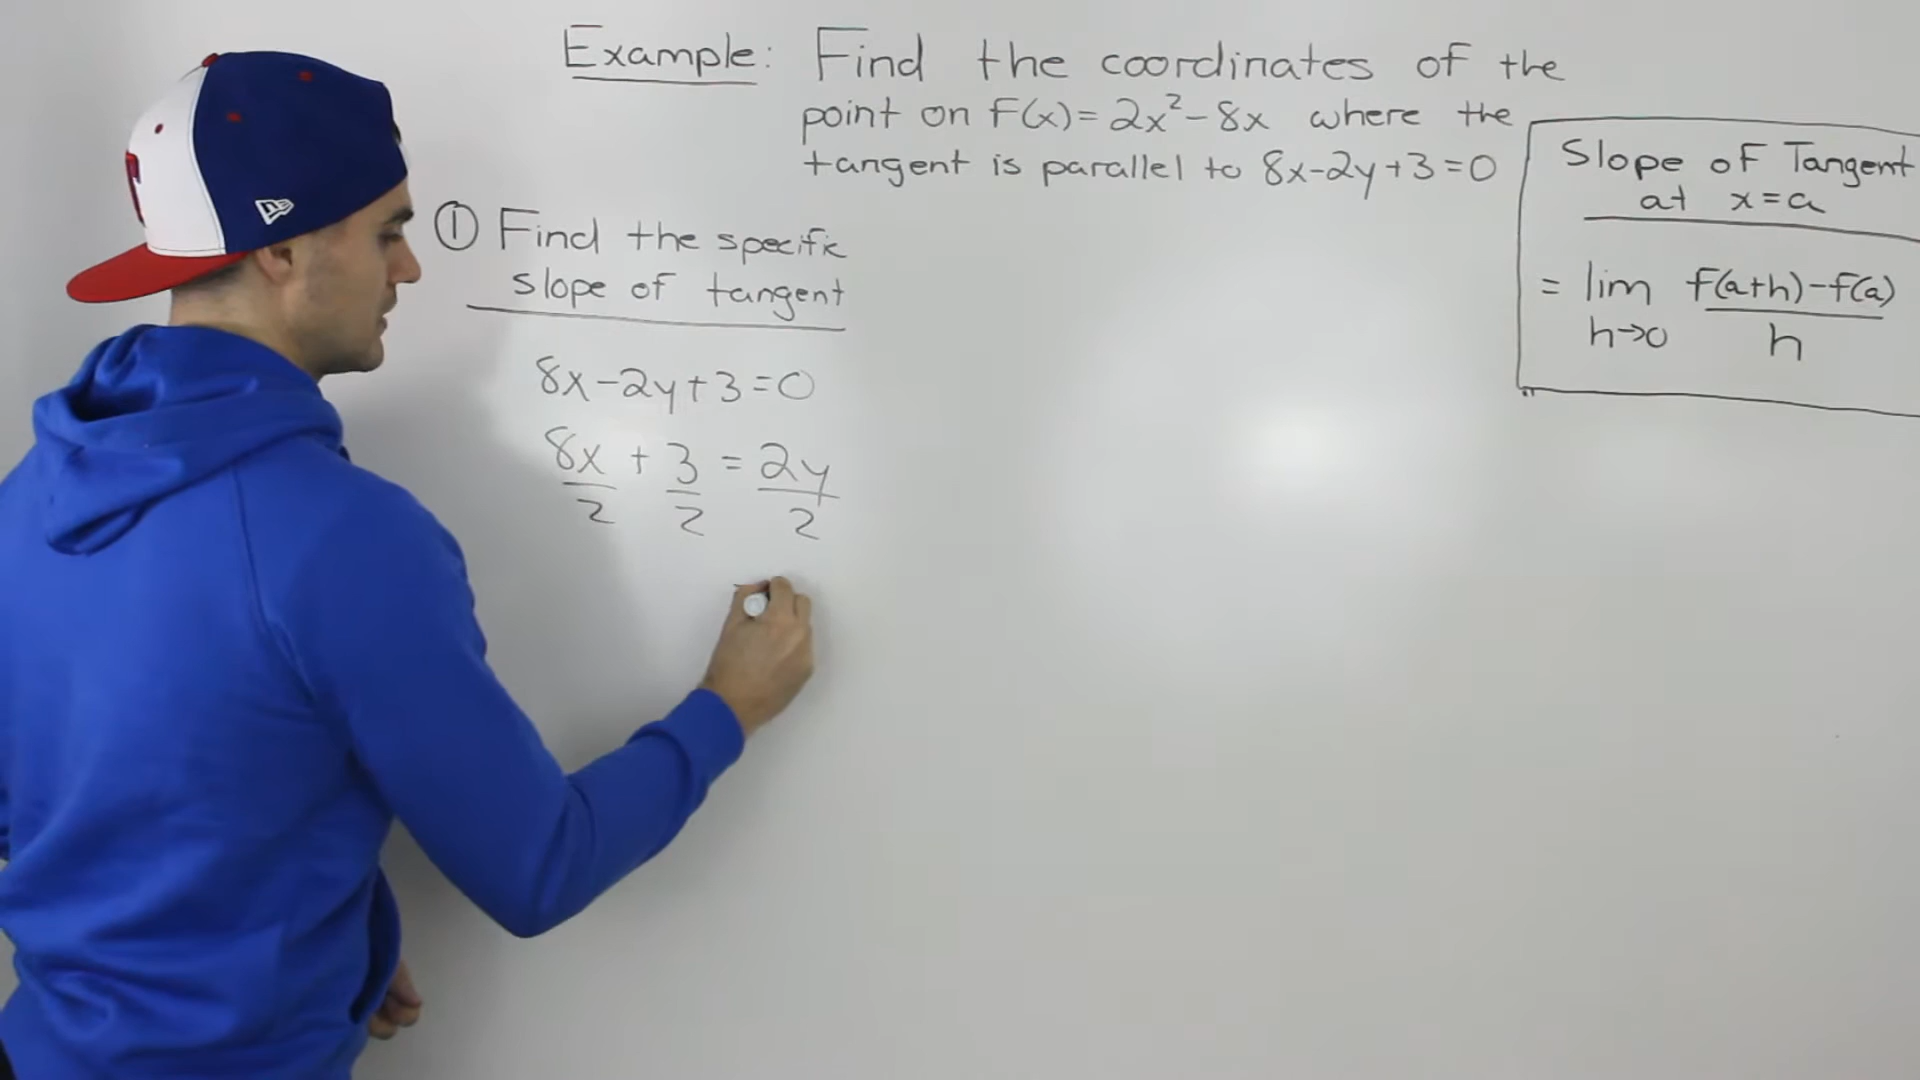 Example: Find the coordinates of the
point on f(x)=2x²-8x where the
tangent is parallel to 8x-2y+3=0
① Find the specific
slope of tangent
8x-2y+3=0
8x + 3 = 2y
2 2 2
Slope of Tangent
at x=a
= lim f(a+h)-f(a)
h→0 h